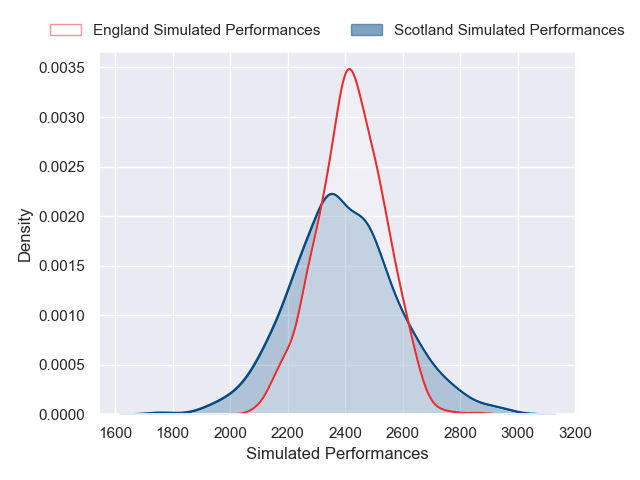 England Simulated Performances
Scotland Simulated Performances
0.0035
0.0030
0.0025
0.0020
0.0015
0.0010
0.0005
0.0000
Density
1600 1800 2000 2200 2400 2600 2800 3000 3200
Simulated Performances